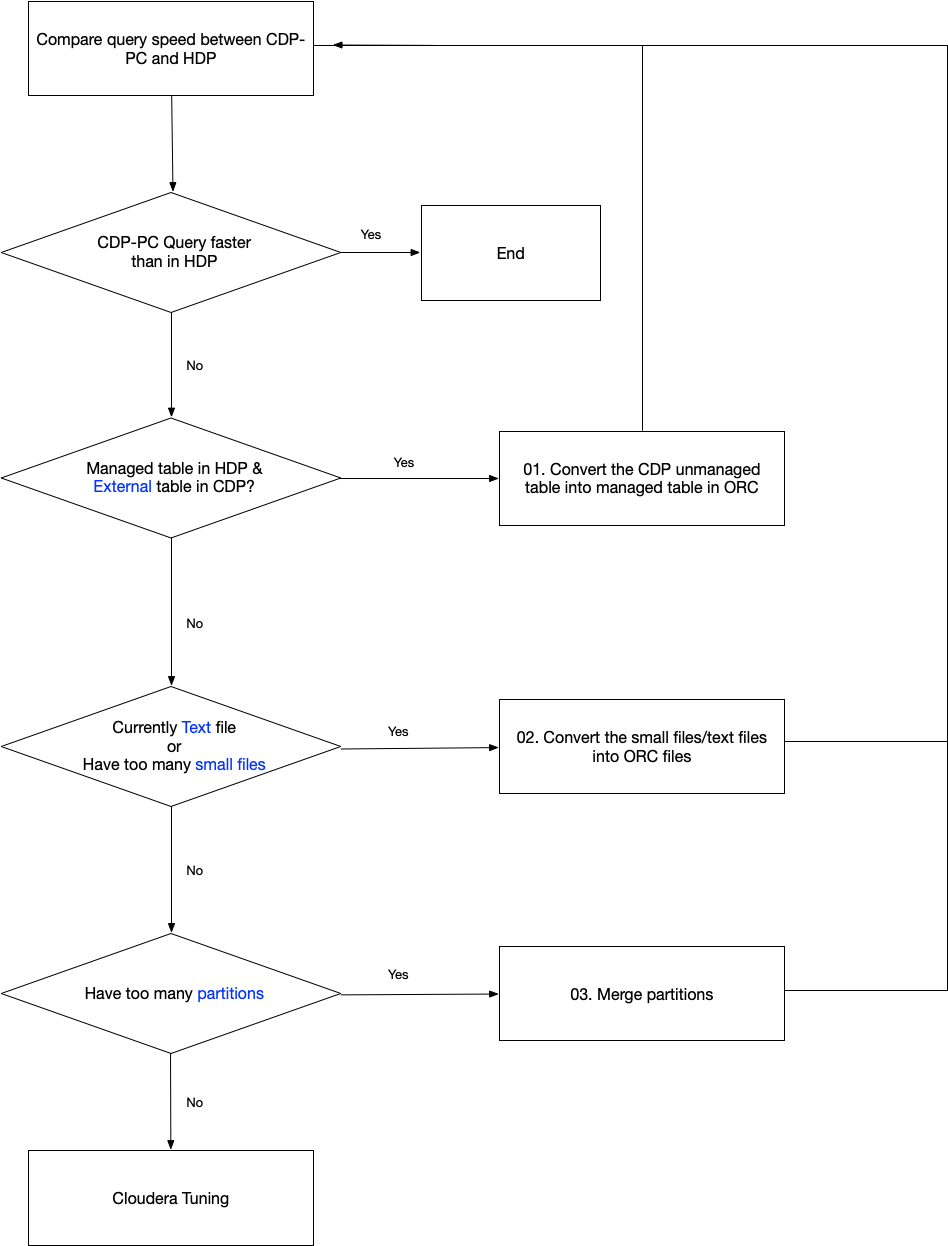 Compare query speed between CDP-
PC and HDP
CDP-PC Query faster
than in HDP
Yes
End
No
Managed table in HDP &
External table in CDP?
Yes
01. Convert the CDP unmanaged
table into managed table in ORC
No
Currently Text file
or
Have too many small files
Yes
02. Convert the small files/text files
into ORC files
No
Have too many partitions
Yes
03. Merge partitions
No
Cloudera Tuning